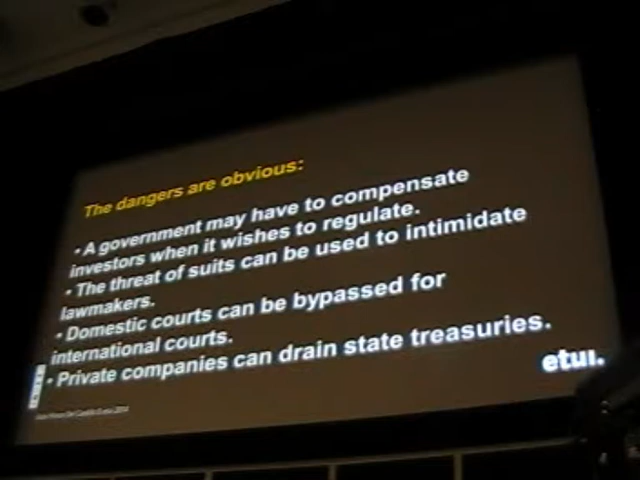 The dangers are obvious:
• A government may have to compensate
investors when it wishes to regulate.
• The threat of suits can be used to intimidate
lawmakers.
• Domestic courts can be bypassed for
international courts.
• Private companies can drain state treasuries.
etui.